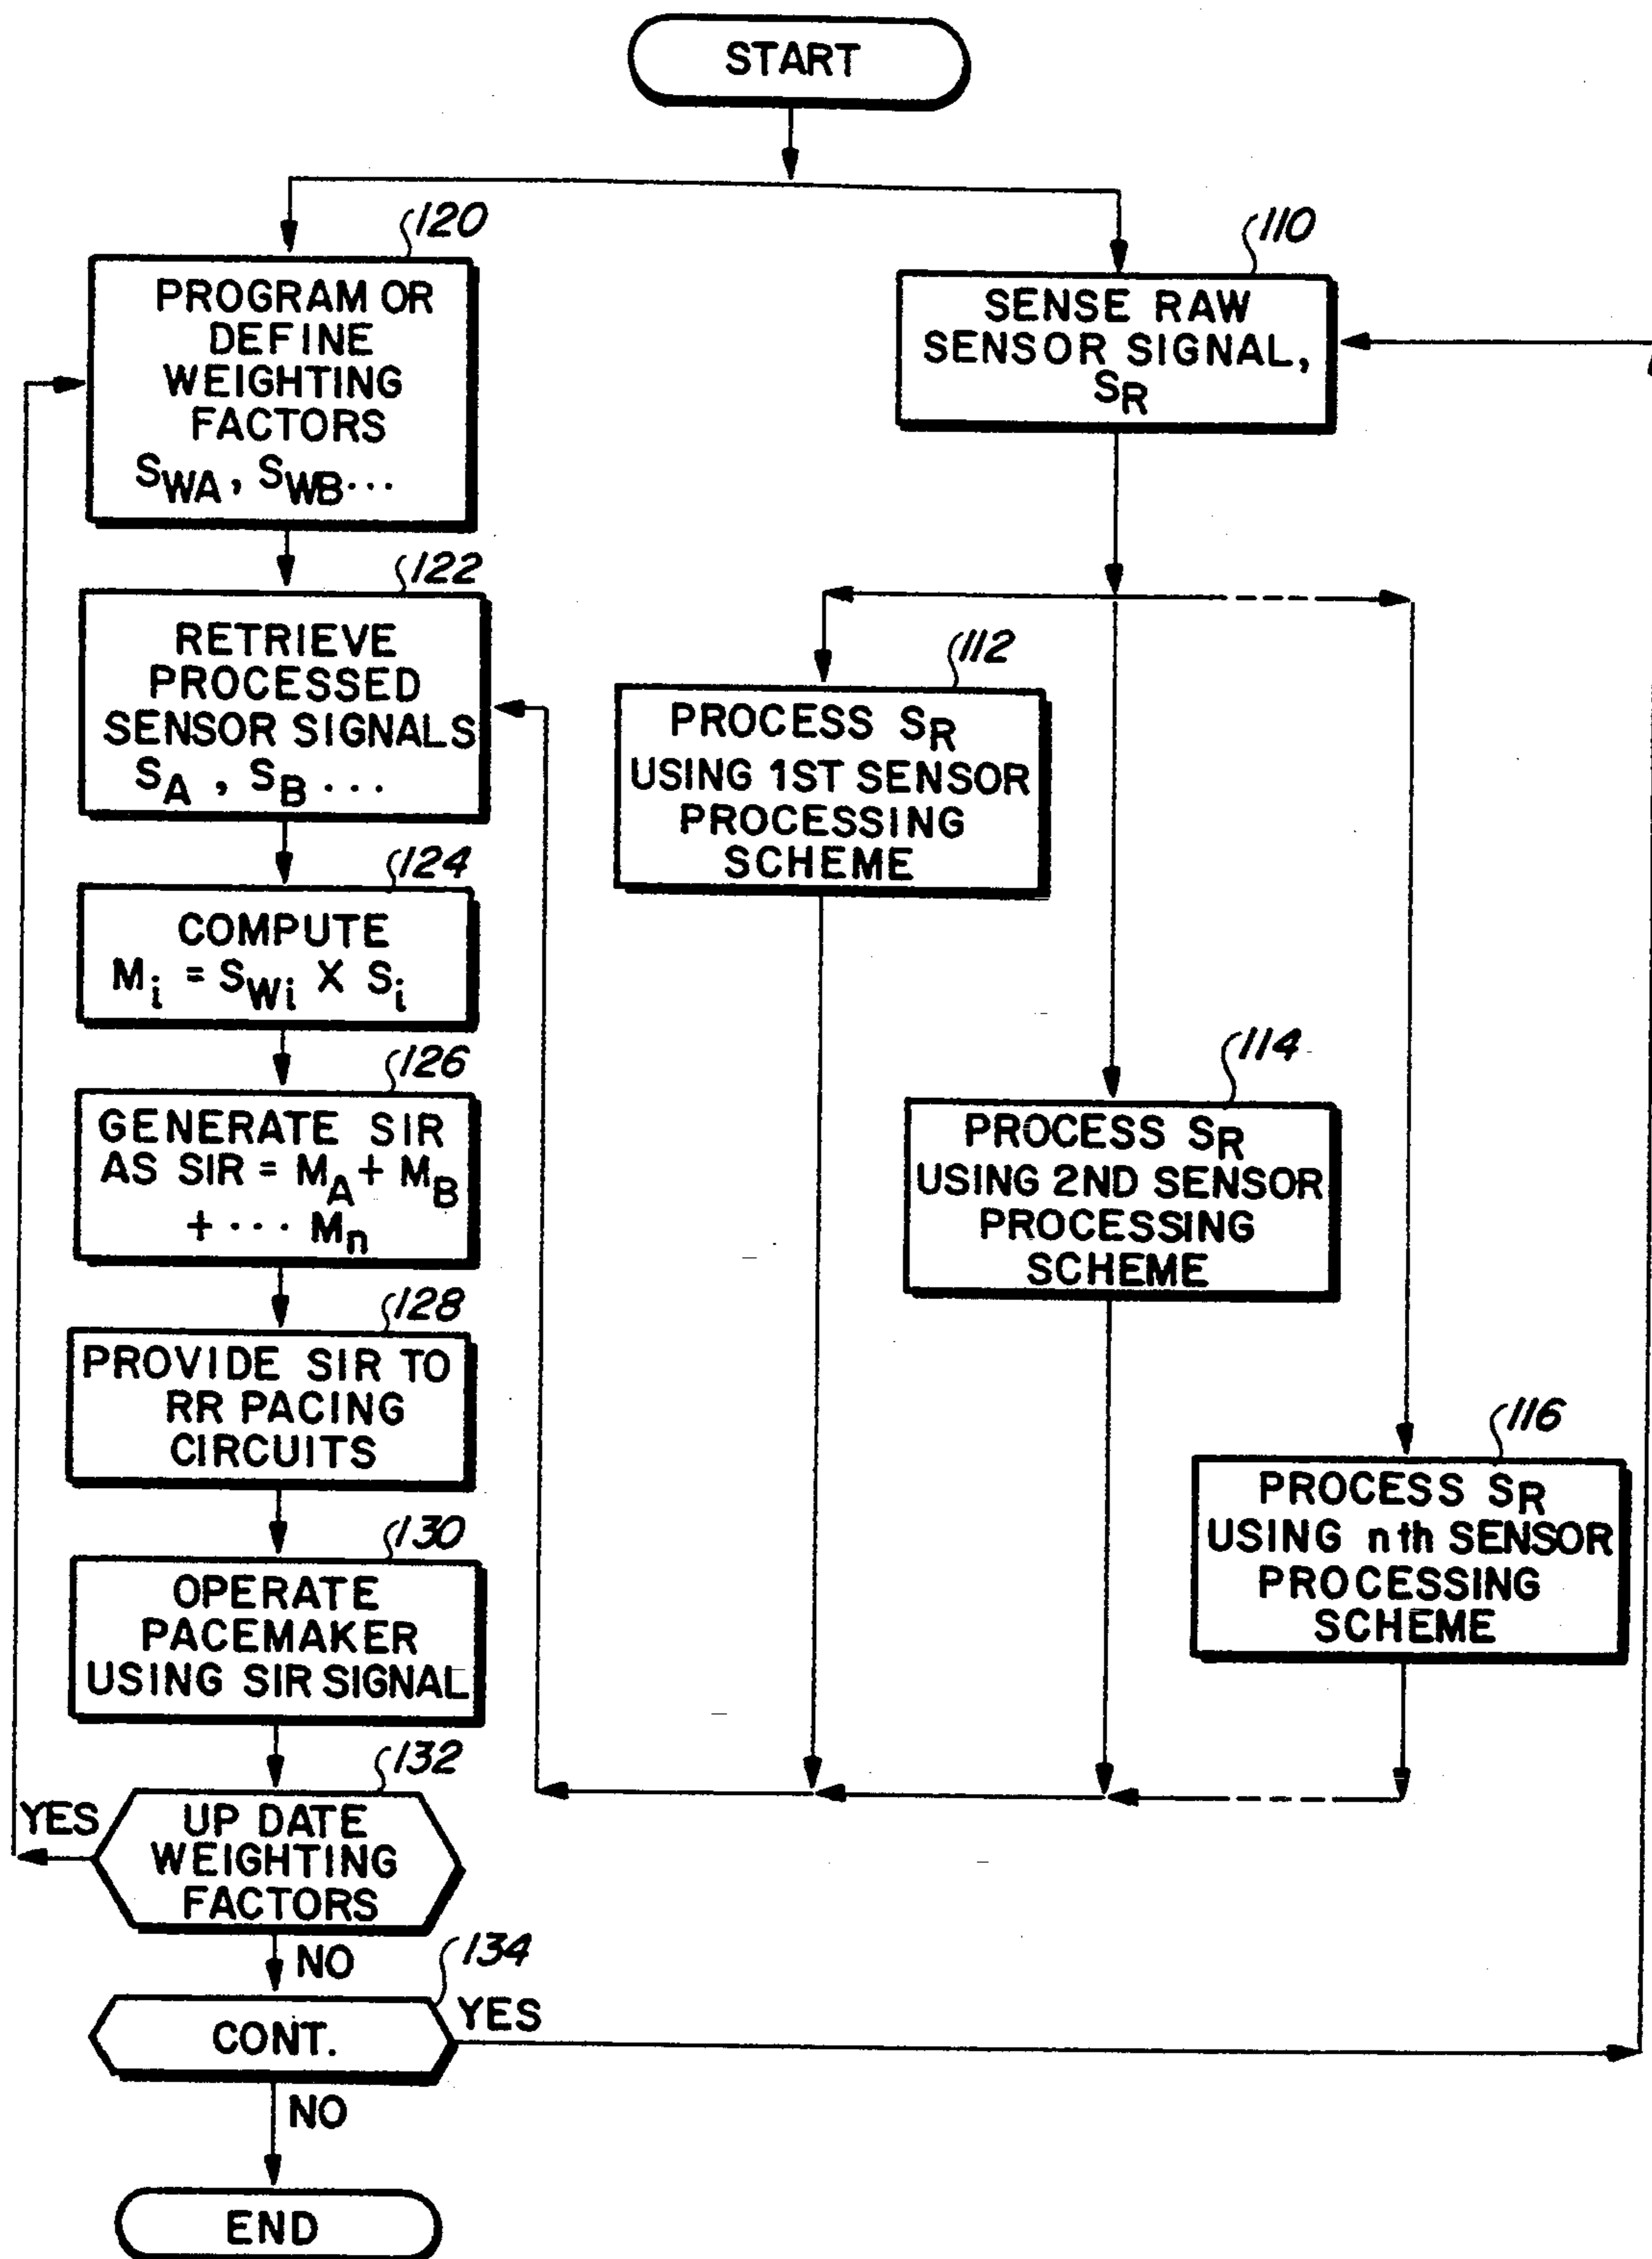 START
120
PROGRAM OR
DEFINE
WEIGHTING
FACTORS
SWA, SWB...
110
SENSE RAW
SENSOR SIGNAL,
SR
122
RETRIEVE
PROCESSED
SENSOR SIGNALS
SA, SB...
112
PROCESS SR
USING 1ST SENSOR
PROCESSING
SCHEME
124
COMPUTE
Mi = SWi X Si
126
GENERATE SIR
AS SIR = MA + MB
+ ... Mn
114
PROCESS SR
USING 2ND SENSOR
PROCESSING
SCHEME
128
PROVIDE SIR TO
RR PACING
CIRCUITS
116
PROCESS SR
USING nth SENSOR
PROCESSING
SCHEME
130
OPERATE
PACEMAKER
USING SIR SIGNAL
132
UP DATE
WEIGHTING
FACTORS
YES
NO
134
CONT.
YES
NO
END